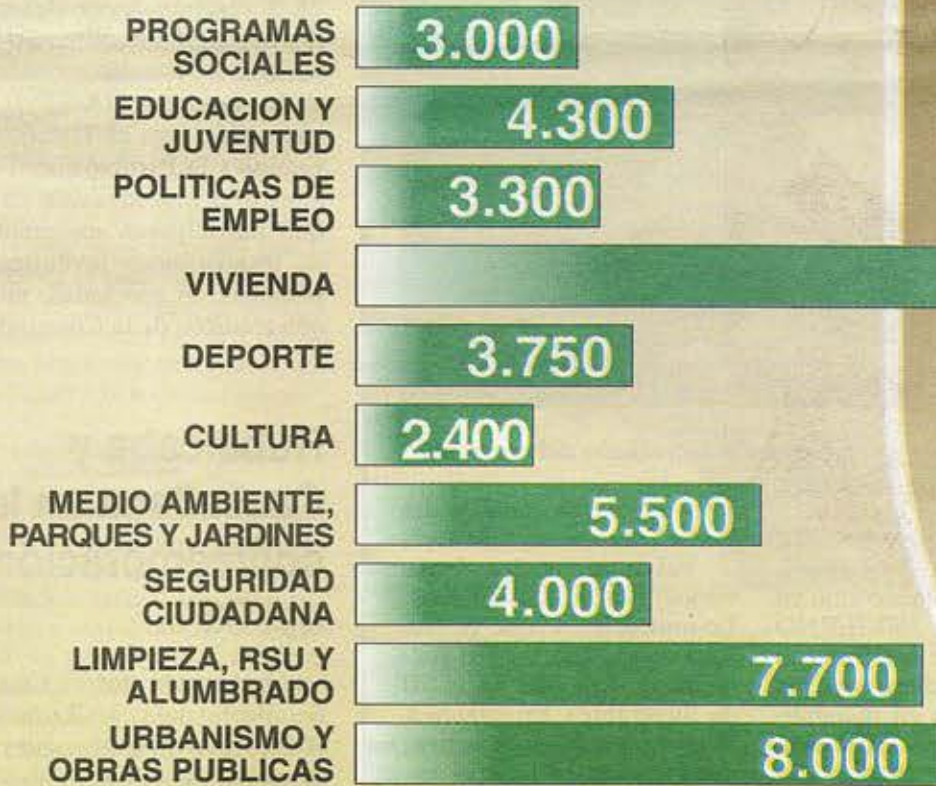 PROGRAMAS
SOCIALES
3.000
EDUCACION Y
JUVENTUD
4.300
POLITICAS DE
EMPLEO
3.300
VIVIENDA
DEPORTE
3.750
CULTURA
2.400
MEDIO AMBIENTE,
PARQUES Y JARDINES
5.500
SEGURIDAD
CIUDADANA
4.000
LIMPIEZA, RSU Y
ALUMBRADO
7.700
URBANISMO Y
OBRAS PUBLICAS
8.000